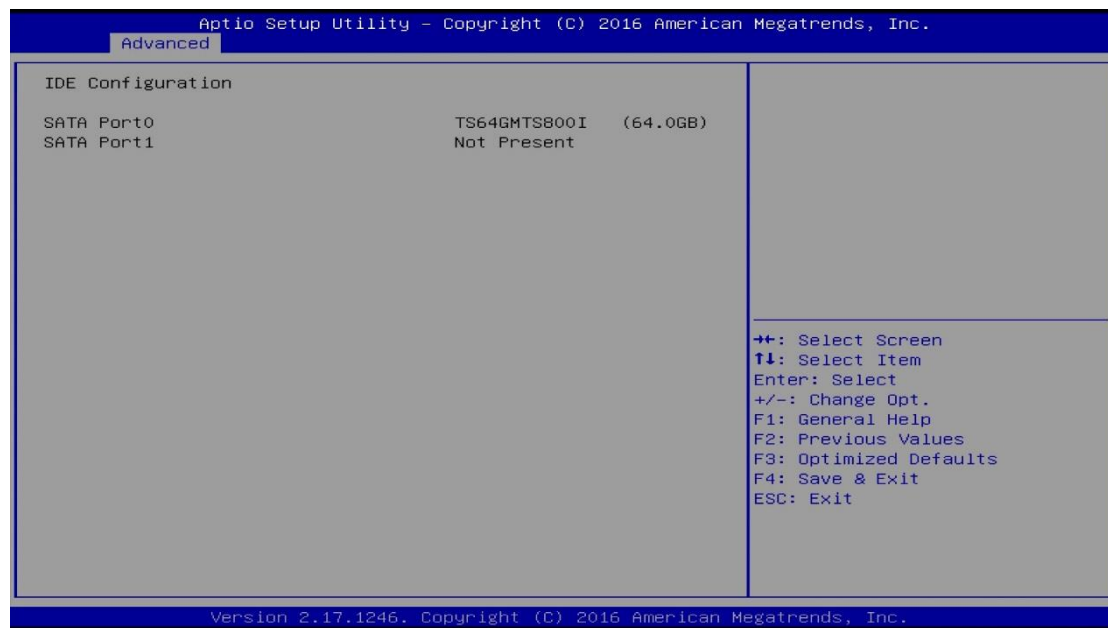 Aptio Setup Utility – Copyright (C) 2016 American Megatrends, Inc.
Advanced
IDE Configuration
SATA Port0 TS64GMTS800I (64.0GB)
SATA Port1 Not Present
→←: Select Screen
↑↓: Select Item
Enter: Select
+/-: Change Opt.
F1: General Help
F2: Previous Values
F3: Optimized Defaults
F4: Save & Exit
ESC: Exit
Version 2.17.1246. Copyright (C) 2016 American Megatrends, Inc.